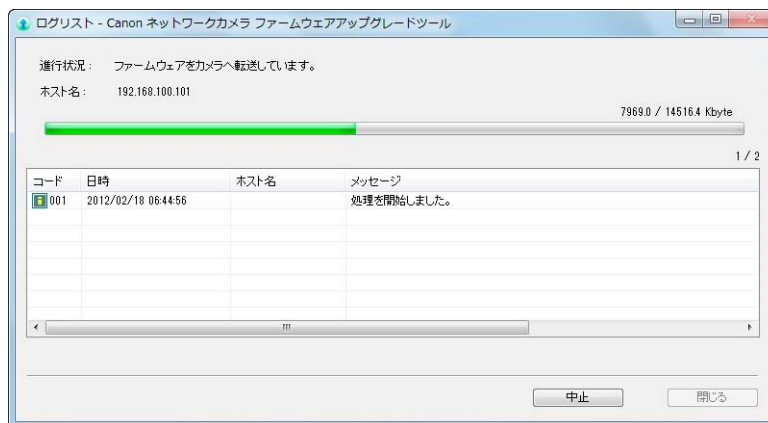 ログリスト - Canon ネットワークカメラ ファームウェアアップグレードツール
進行状況： ファームウェアをカメラへ転送しています。
ホスト名： 192.168.100.101
7969.0 / 14516.4 Kbyte
1 / 2
コード 日時 ホスト名 メッセージ
001 2012/02/18 06:44:56 処理を開始しました。
中止 閉じる